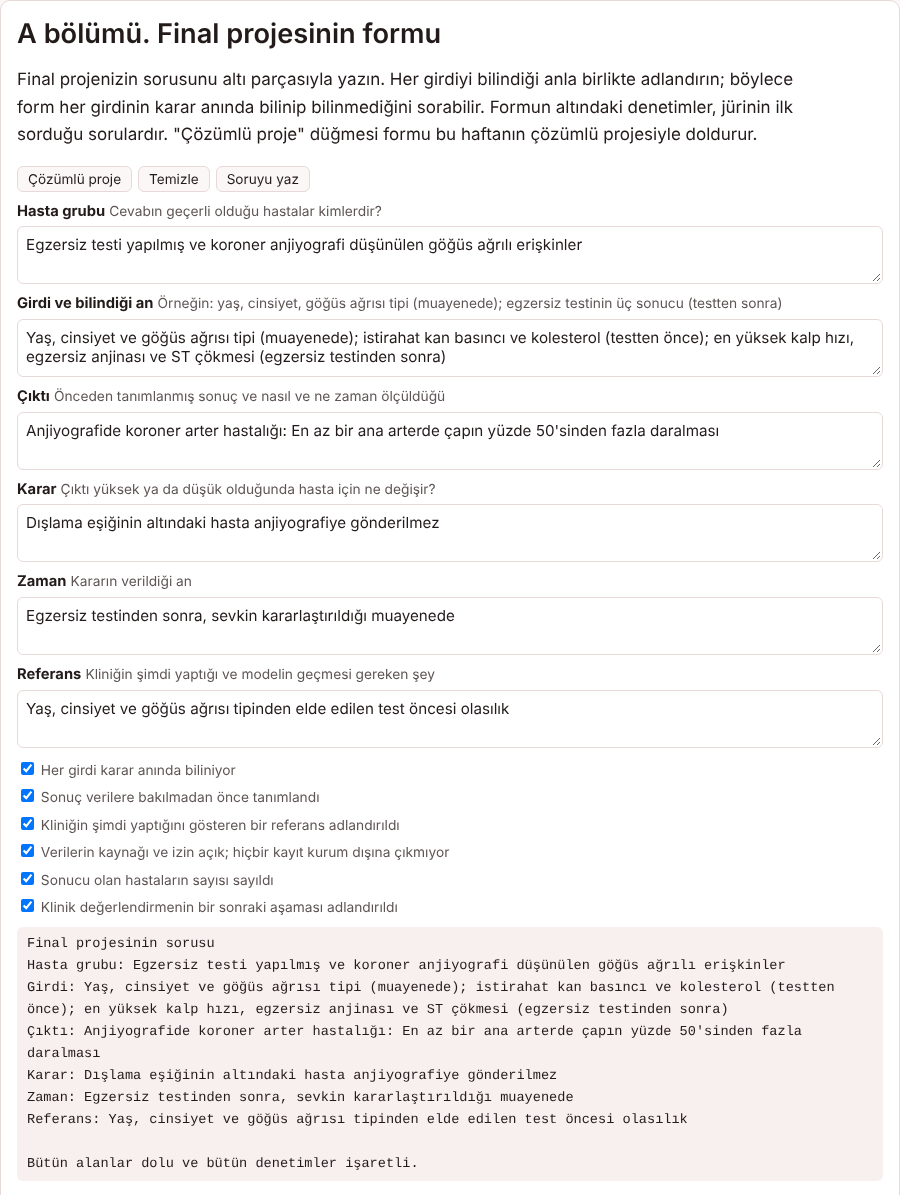 A bölümü. Final projesinin formu
Final projenizin sorusunu altı parçasıyla yazın. Her girdiyi bilindiği anla birlikte adlandırın; böylece
form her girdinin karar anında bilinip bilinmediğini sorabilir. Formun altındaki denetimler, jürinin ilk
sorduğu sorulardır. "Çözümlü proje" düğmesi formu bu haftanın çözümlü projesiyle doldurur.
Çözümlü proje Temizle Soruyu yaz
Hasta grubu Cevabın geçerli olduğu hastalar kimlerdir?
Egzersiz testi yapılmış ve koroner anjiyografi düşünülen göğüs ağrılı erişkinler
Girdi ve bilindiği an Örneğin: yaş, cinsiyet, göğüs ağrısı tipi (muayenede); egzersiz testinin üç sonucu (testten sonra)
Yaş, cinsiyet ve göğüs ağrısı tipi (muayenede); istirahat kan basıncı ve kolesterol (testten önce); en yüksek kalp hızı,
egzersiz anjinası ve ST çökmesi (egzersiz testinden sonra)
Çıktı Önceden tanımlanmış sonuç ve nasıl ve ne zaman ölçüldüğü
Anjiyografide koroner arter hastalığı: En az bir ana arterde çapın yüzde 50'sinden fazla daralması
Karar Çıktı yüksek ya da düşük olduğunda hasta için ne değişir?
Dışlama eşiğinin altındaki hasta anjiyografiye gönderilmez
Zaman Kararın verildiği an
Egzersiz testinden sonra, sevkin kararlaştırıldığı muayenede
Referans Kliniğin şimdi yaptığı ve modelin geçmesi gereken şey
Yaş, cinsiyet ve göğüs ağrısı tipinden elde edilen test öncesi olasılık
Her girdi karar anında biliniyor
Sonuç verilere bakılmadan önce tanımlandı
Kliniğin şimdi yaptığını gösteren bir referans adlandırıldı
Verilerin kaynağı ve izin açık; hiçbir kayıt kurum dışına çıkmıyor
Sonucu olan hastaların sayısı sayıldı
Klinik değerlendirmenin bir sonraki aşaması adlandırıldı
Final projesinin sorusu
Hasta grubu: Egzersiz testi yapılmış ve koroner anjiyografi düşünülen göğüs ağrılı erişkinler
Girdi: Yaş, cinsiyet ve göğüs ağrısı tipi (muayenede); istirahat kan basıncı ve kolesterol (testten
önce); en yüksek kalp hızı, egzersiz anjinası ve ST çökmesi (egzersiz testinden sonra)
Çıktı: Anjiyografide koroner arter hastalığı: En az bir ana arterde çapın yüzde 50'sinden fazla
daralması
Karar: Dışlama eşiğinin altındaki hasta anjiyografiye gönderilmez
Zaman: Egzersiz testinden sonra, sevkin kararlaştırıldığı muayenede
Referans: Yaş, cinsiyet ve göğüs ağrısı tipinden elde edilen test öncesi olasılık
Bütün alanlar dolu ve bütün denetimler işaretli.